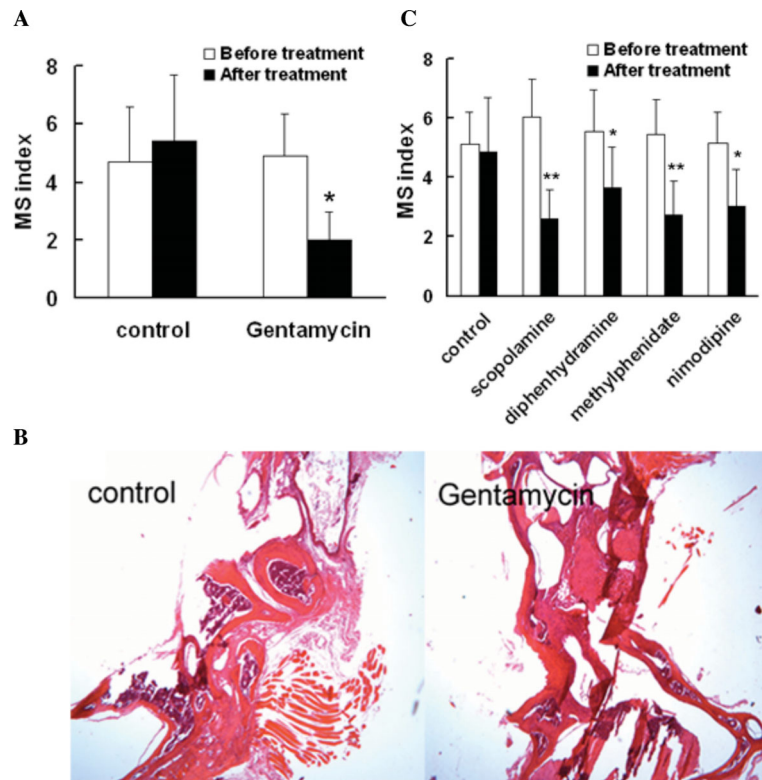 A
Before treatment
After treatment
MS index
8
6
4
2
0
*
control
Gentamycin
C
Before treatment
After treatment
MS index
8
6
4
2
0
**
*
**
*
control
scopolamine
diphenhydramine
methylphenidate
nimodipine
B
control
Gentamycin